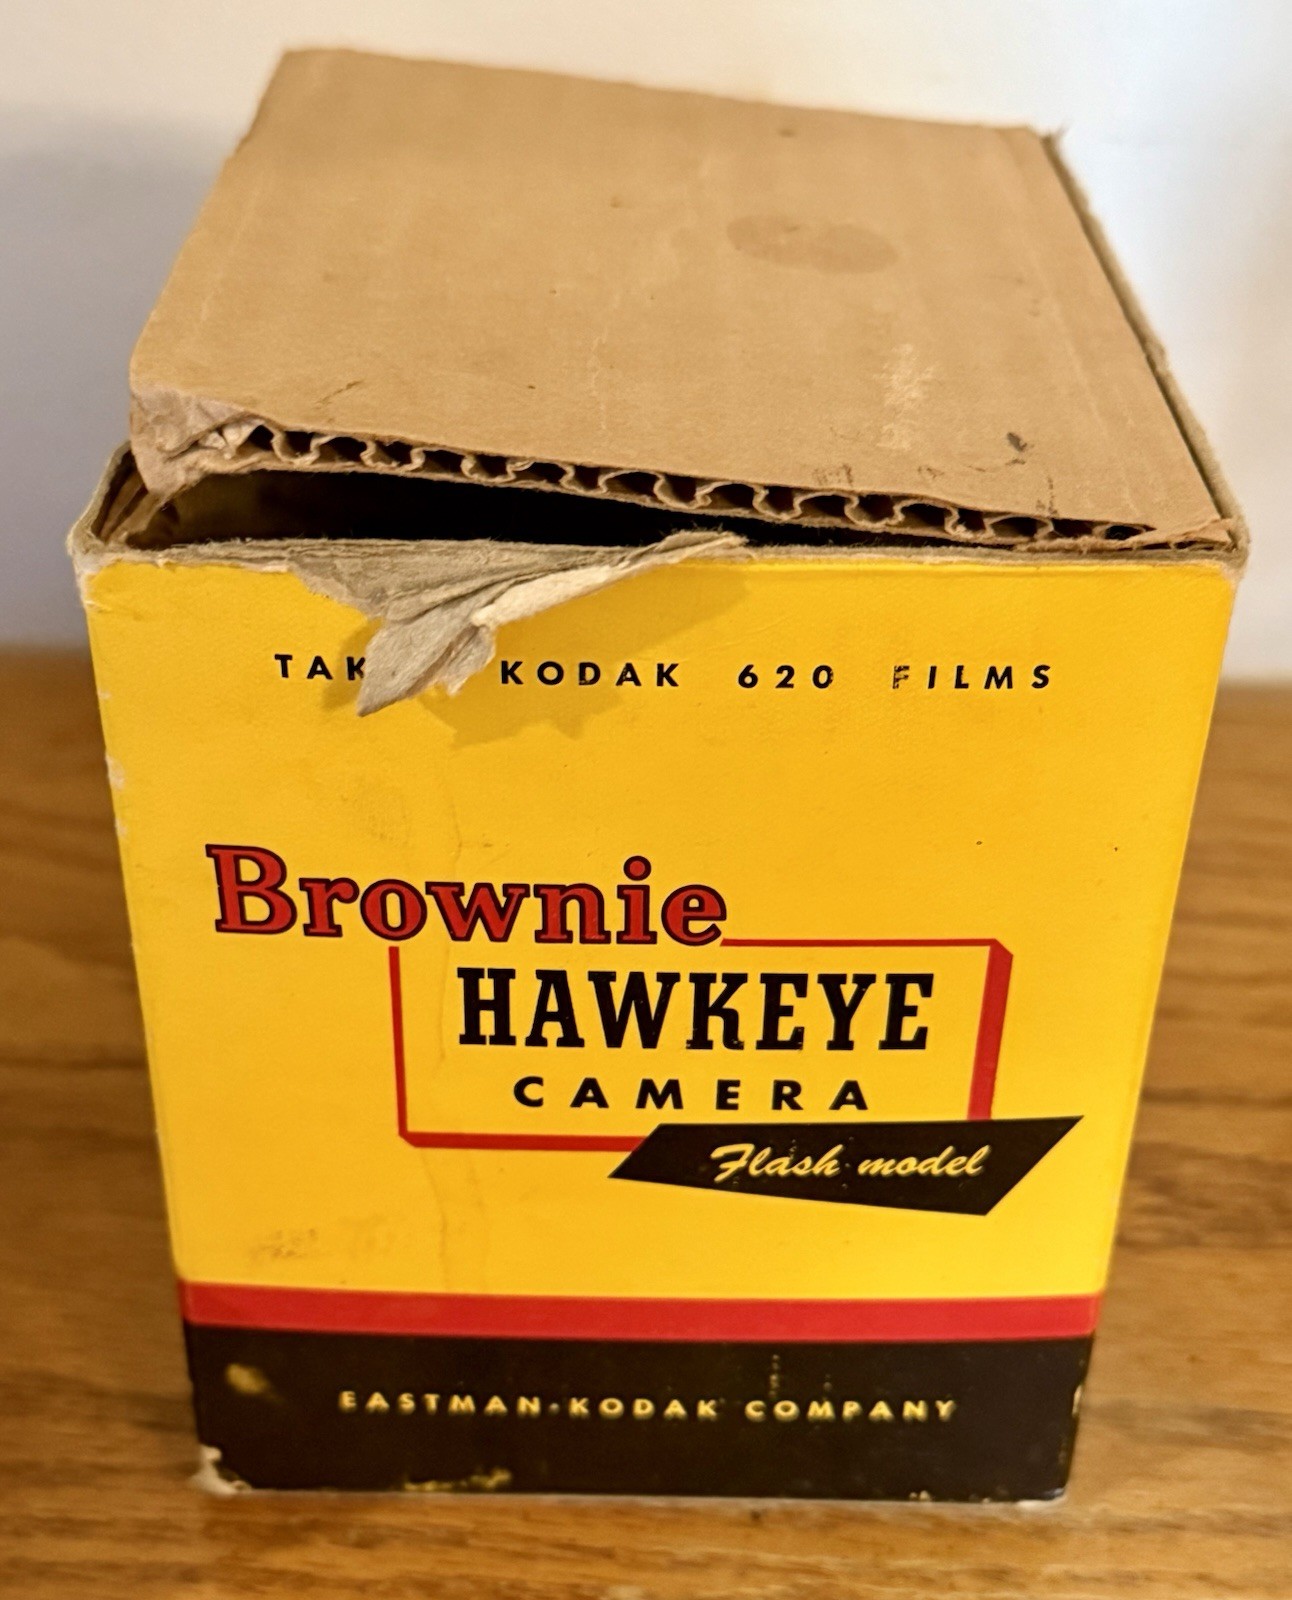 TAK KODAK 620 FILMS
Brownie
HAWKEYE
CAMERA
Flash model
EASTMAN KODAK COMPANY